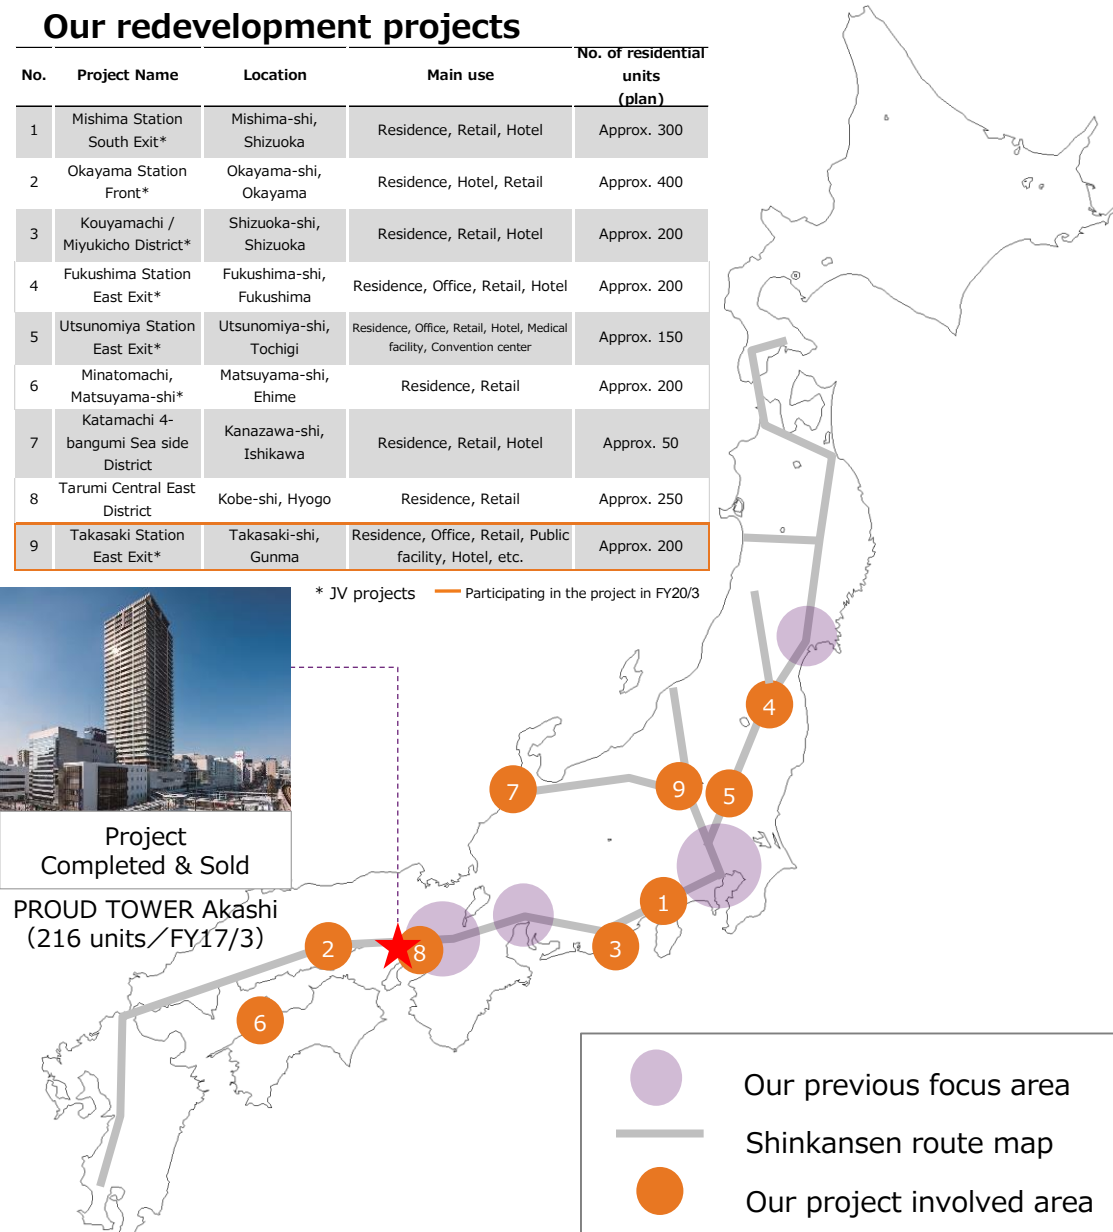 Our redevelopment projects
No.
Project Name
Location
Main use
No. of residential
units
(plan)
1
Mishima Station
South Exit*
Mishima-shi,
Shizuoka
Residence, Retail, Hotel
Approx. 300
2
Okayama Station
Front*
Okayama-shi,
Okayama
Residence, Hotel, Retail
Approx. 400
3
Kouyamachi /
Miyukicho District*
Shizuoka-shi,
Shizuoka
Residence, Retail, Hotel
Approx. 200
4
Fukushima Station
East Exit*
Fukushima-shi,
Fukushima
Residence, Office, Retail, Hotel
Approx. 200
5
Utsunomiya Station
East Exit*
Utsunomiya-shi,
Tochigi
Residence, Office, Retail, Hotel, Medical
facility, Convention center
Approx. 150
6
Minatomachi,
Matsuyama-shi*
Matsuyama-shi,
Ehime
Residence, Retail
Approx. 200
7
Katamachi 4-
bangumi Sea side
District
Kanazawa-shi,
Ishikawa
Residence, Retail, Hotel
Approx. 50
8
Tarumi Central East
District
Kobe-shi, Hyogo
Residence, Retail
Approx. 250
9
Takasaki Station
East Exit*
Takasaki-shi,
Gunma
Residence, Office, Retail, Public
facility, Hotel, etc.
Approx. 200
* JV projects
Participating in the project in FY20/3
Project
Completed & Sold
PROUD TOWER Akashi
（216 units／FY17/3）
4
7
9
5
1
2
8
3
6
Our previous focus area
Shinkansen route map
Our project involved area